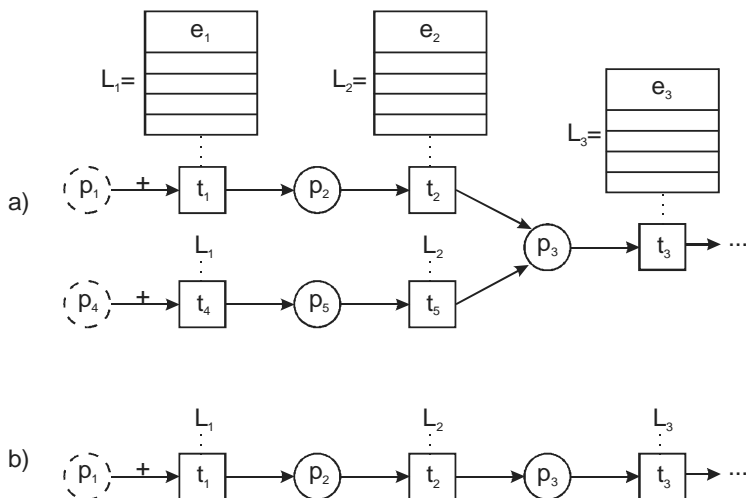 e₁ e₂
L₁= L₂= e₃
L₃=
a) p₁ + t₁ p₂ t₂
L₁ L₂ p₃ t₃ ...
p₄ + t₄ p₅ t₅
L₁ L₂ L₃
b) p₁ + t₁ p₂ t₂ p₃ t₃ ...